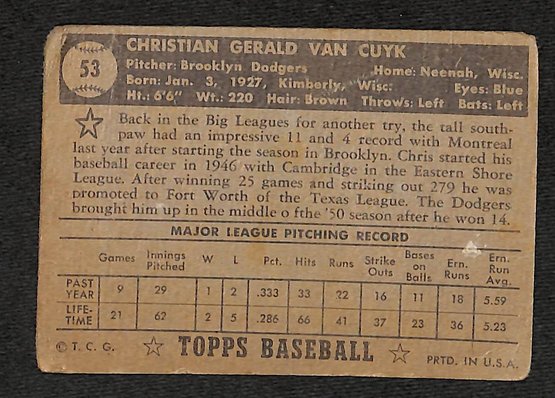 53
CHRISTIAN GERALD VAN CUYK
Pitcher: Brooklyn Dodgers Home: Neenah, Wisc.
Born: Jan. 3, 1927, Kimberly, Wisc: Eyes: Blue
Ht.: 6'6" Wt.: 220 Hair: Brown Throws: Left Bats: Left
Back in the Big Leagues for another try, the tall south-
paw had an impressive 11 and 4 record with Montreal
last year after starting the season in Brooklyn. Chris started his
baseball career in 1946 with Cambridge in the Eastern Shore
League. After winning 25 games and striking out 279 he was
promoted to Fort Worth of the Texas League. The Dodgers
brought him up in the middle o fthe '50 season after he won 14.
MAJOR LEAGUE PITCHING RECORD
Games Innings Pitched W L Pct. Hits Runs Strike Outs Bases on Balls Ern. Runs Ern. Run Avg.
PAST YEAR 9 29 1 2 .333 33 22 16 11 18 5.59
LIFE-TIME 21 62 2 5 .286 66 41 37 23 36 5.23
© T. C. G. TOPPS BASEBALL PRTD. IN U.S.A.